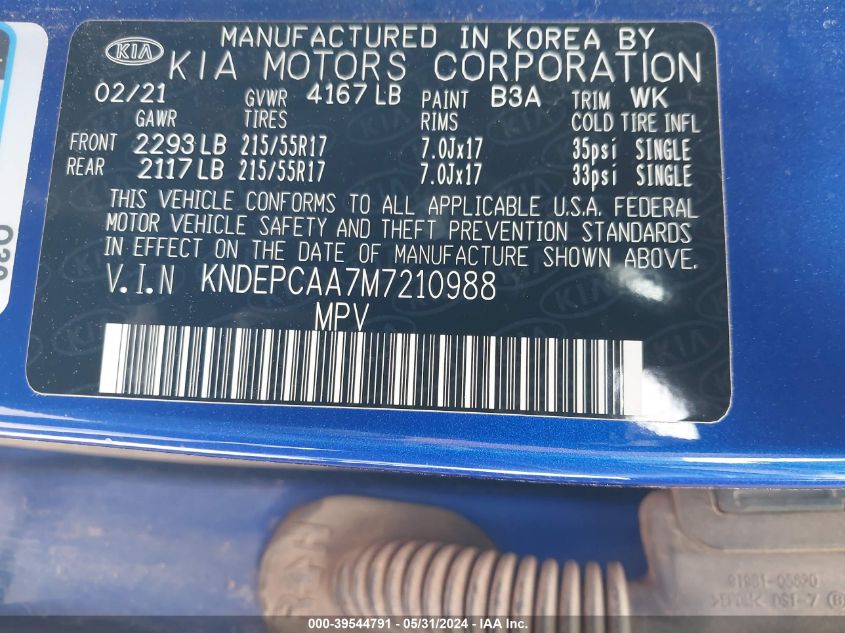 KIA MANUFACTURED IN KOREA BY
KIA MOTORS CORPORATION
02/21 GVWR 4167 LB PAINT B3A TRIM WK
GAWR TIRES RIMS COLD TIRE INFL
FRONT 2293 LB 215/55R17 7.0Jx17 35psi SINGLE
REAR 2117 LB 215/55R17 7.0Jx17 33psi SINGLE
THIS VEHICLE CONFORMS TO ALL APPLICABLE U.S.A. FEDERAL
MOTOR VEHICLE SAFETY AND THEFT PREVENTION STANDARDS
IN EFFECT ON THE DATE OF MANUFACTURE SHOWN ABOVE.
V.I.N KNDEPCAA7M7210988
MPV
000-39544791 - 05/31/2024 - IAA Inc.